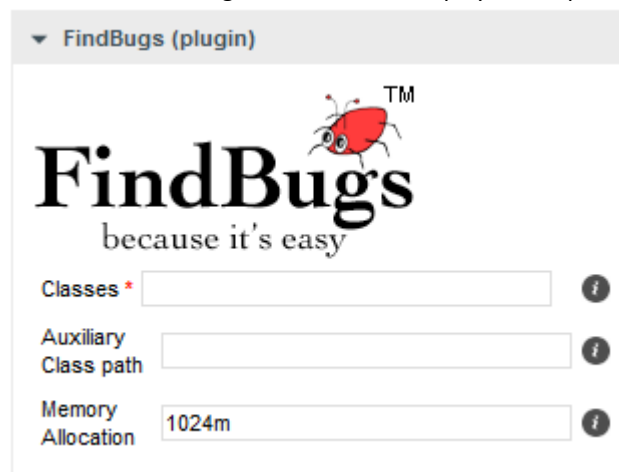 FindBugs (plugin)
TM
FindBugs
because it's easy
Classes *
Auxiliary
Class path
Memory
Allocation
1024m